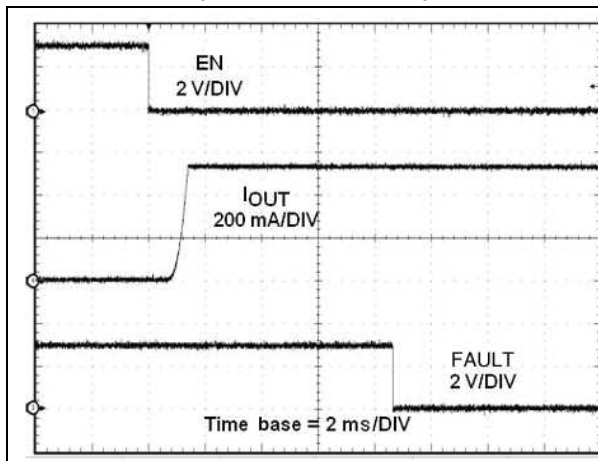 EN
2 V/DIV
IOUT
200 mA/DIV
FAULT
2 V/DIV
Time base = 2 ms/DIV